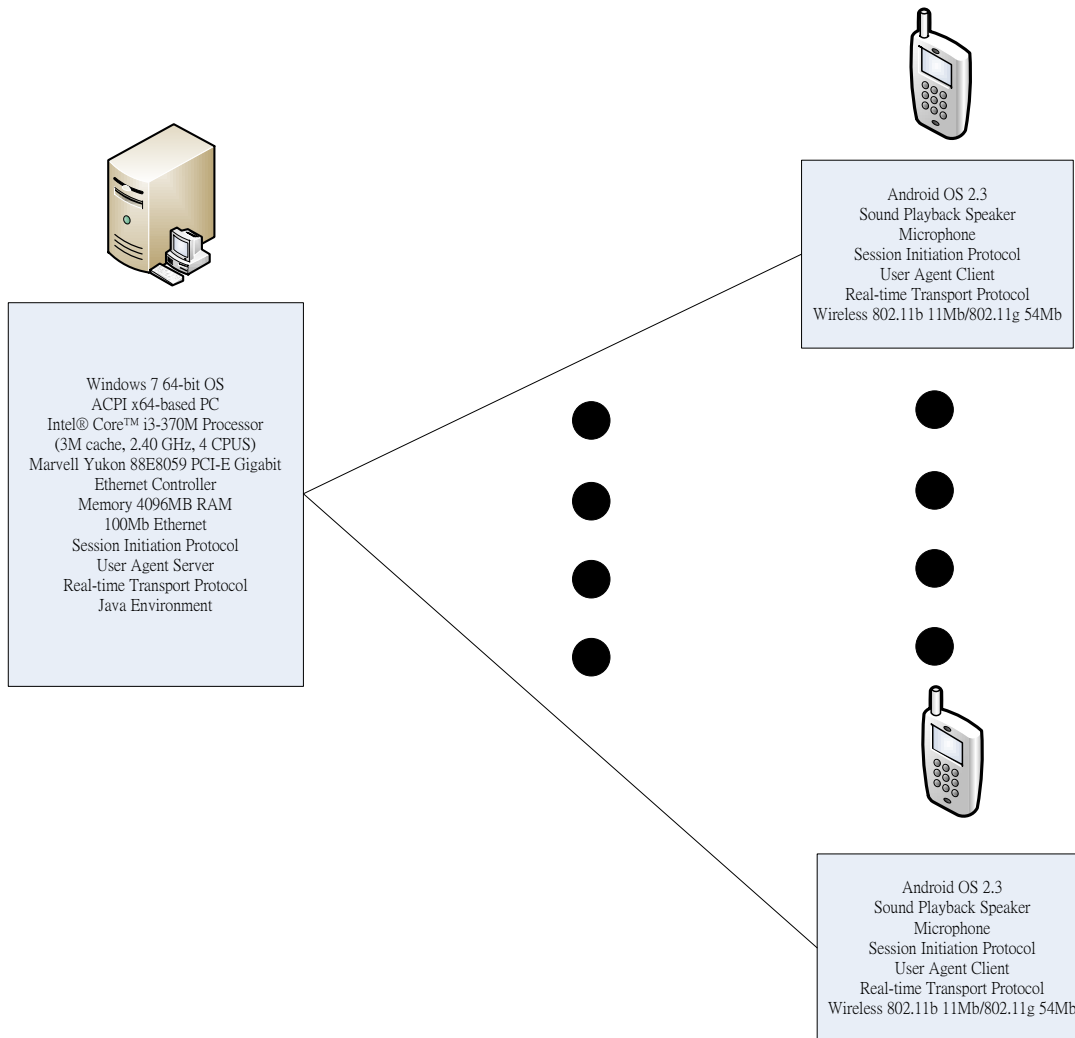 Windows 7 64-bit OS
ACPI x64-based PC
Intel® Core™ i3-370M Processor
(3M cache, 2.40 GHz, 4 CPUS)
Marvell Yukon 88E8059 PCI-E Gigabit
Ethernet Controller
Memory 4096MB RAM
100Mb Ethernet
Session Initiation Protocol
User Agent Server
Real-time Transport Protocol
Java Environment
Android OS 2.3
Sound Playback Speaker
Microphone
Session Initiation Protocol
User Agent Client
Real-time Transport Protocol
Wireless 802.11b 11Mb/802.11g 54Mb
Android OS 2.3
Sound Playback Speaker
Microphone
Session Initiation Protocol
User Agent Client
Real-time Transport Protocol
Wireless 802.11b 11Mb/802.11g 54Mb